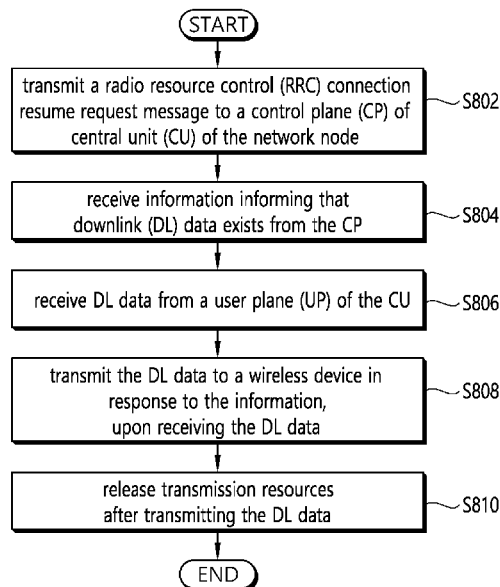 START
transmit a radio resource control (RRC) connection
resume request message to a control plane (CP) of
central unit (CU) of the network node
S802
receive information informing that
downlink (DL) data exists from the CP
S804
receive DL data from a user plane (UP) of the CU
S806
transmit the DL data to a wireless device in
response to the information,
upon receiving the DL data
S808
release transmission resources
after transmitting the DL data
S810
END